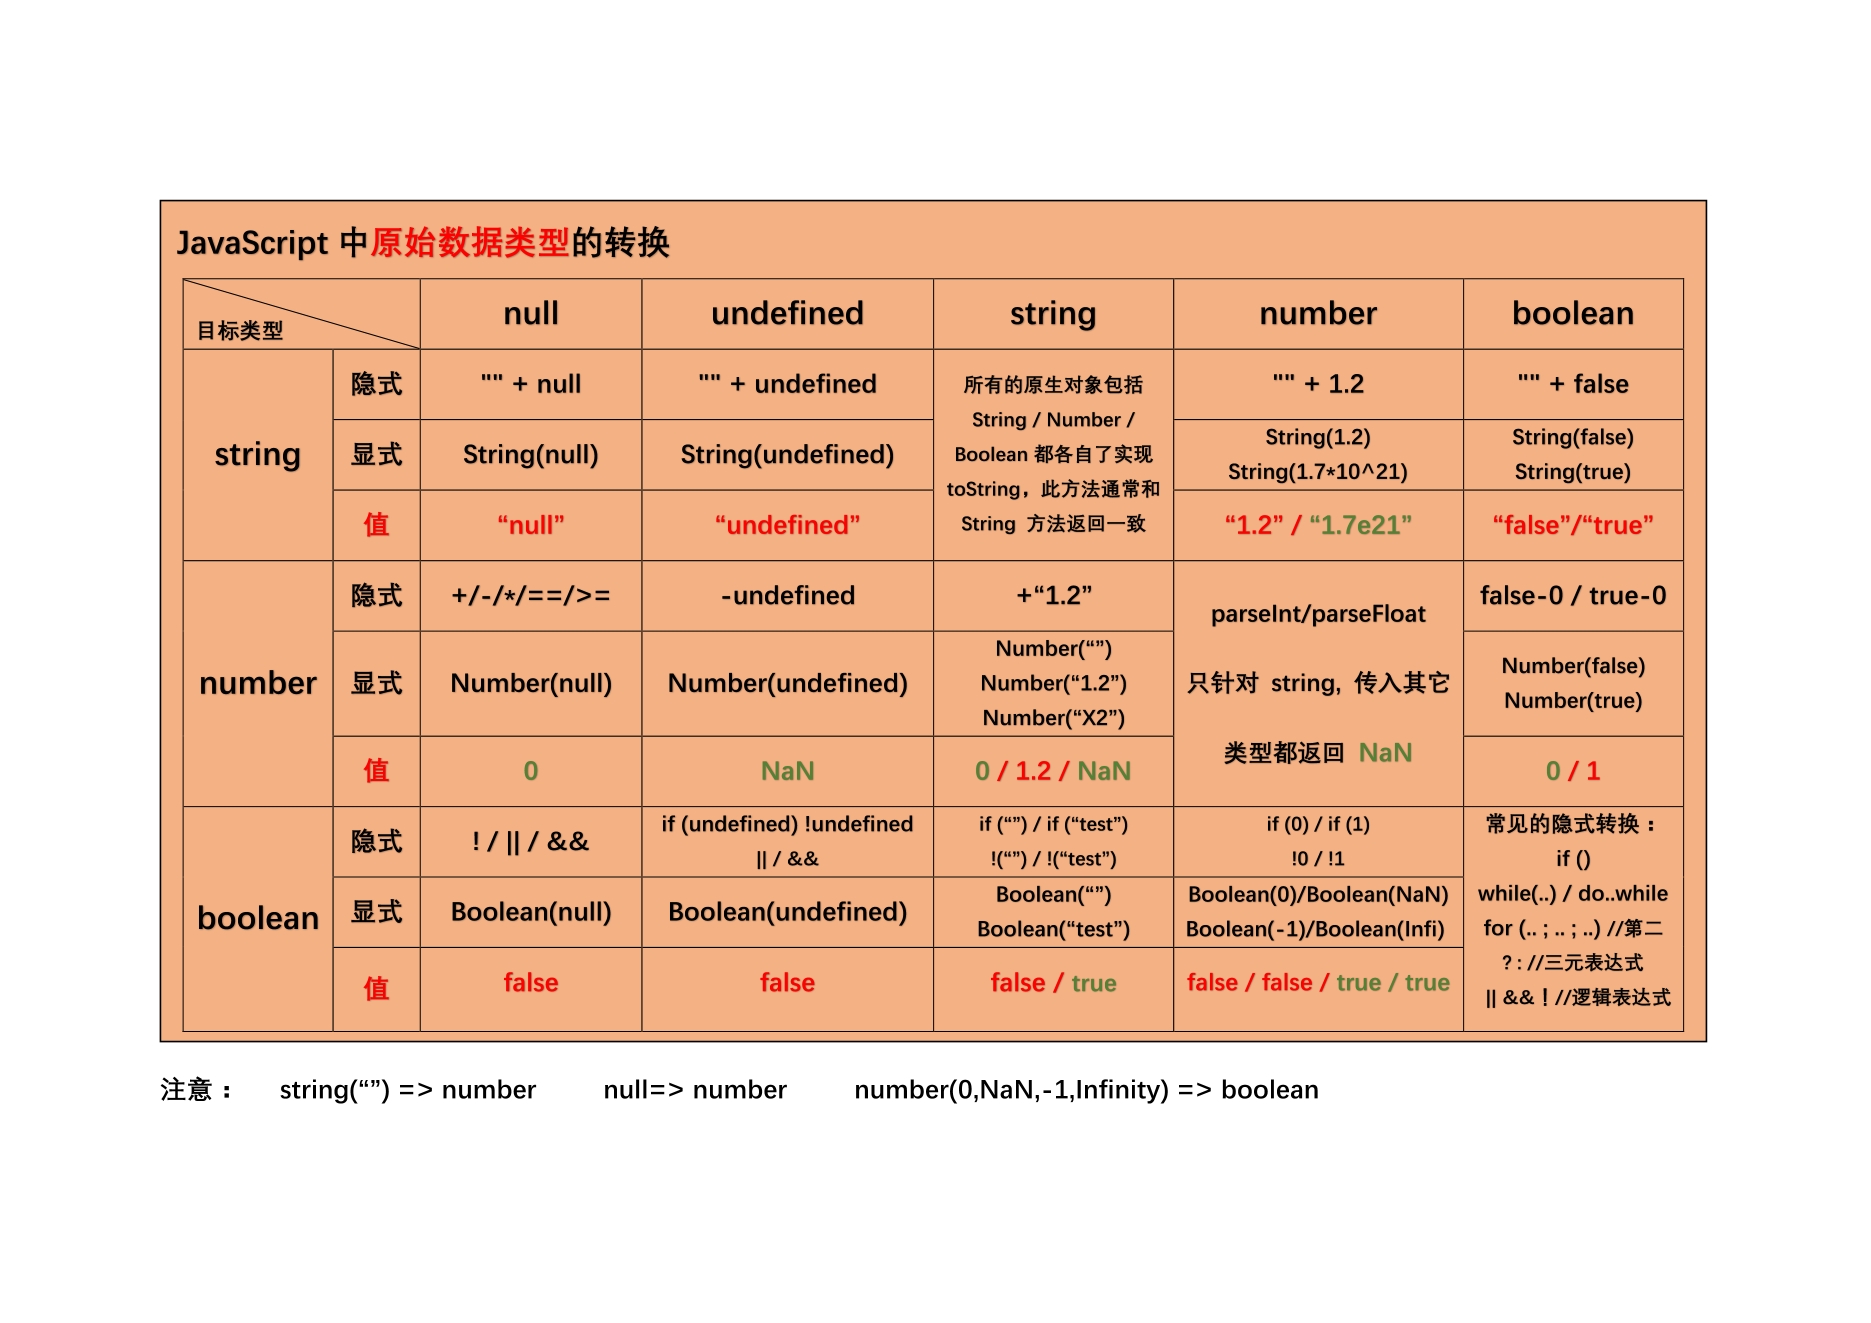 JavaScript 中原始数据类型的转换
目标类型
null
undefined
string
number
boolean
string
隐式
"" + null
"" + undefined
所有的原生对象包括
String / Number /
Boolean 都各自了实现
toString，此方法通常和
String 方法返回一致
"" + 1.2
"" + false
显式
String(null)
String(undefined)
String(1.2)
String(1.7*10^21)
String(false)
String(true)
值
“null”
“undefined”
“1.2” / “1.7e21”
“false”/“true”
number
隐式
+/-/*/==/>=
-undefined
+“1.2”
parseInt/parseFloat
只针对 string, 传入其它
类型都返回 NaN
false-0 / true-0
显式
Number(null)
Number(undefined)
Number(“”)
Number(“1.2”)
Number(“X2”)
Number(false)
Number(true)
值
0
NaN
0 / 1.2 / NaN
0 / 1
boolean
隐式
! / || / &&
if (undefined) !undefined
|| / &&
if (“”) / if (“test”)
!(“”) / !(“test”)
if (0) / if (1)
!0 / !1
常见的隐式转换：
if ()
while(..) / do..while
for (.. ; .. ; ..) //第二
? : //三元表达式
|| && ! //逻辑表达式
显式
Boolean(null)
Boolean(undefined)
Boolean(“”)
Boolean(“test”)
Boolean(0)/Boolean(NaN)
Boolean(-1)/Boolean(Infi)
值
false
false
false / true
false / false / true / true
注意： string(“”) => number null=> number number(0,NaN,-1,Infinity) => boolean